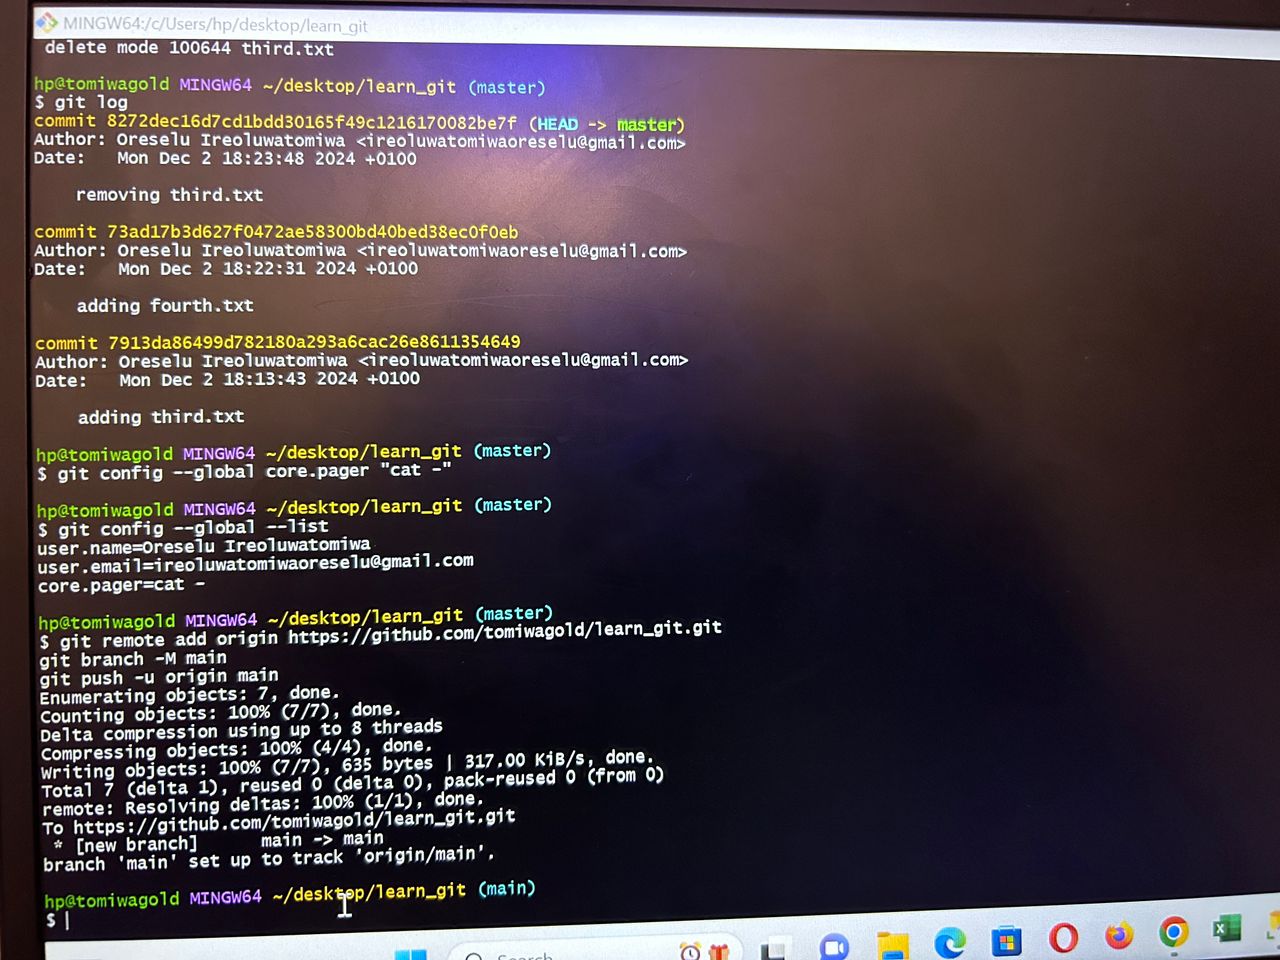 MINGW64:/c/Users/hp/desktop/learn_git
delete mode 100644 third.txt
hp@tomiwagold MINGW64 ~/desktop/learn_git (master)
$ git log
commit 8272dec16d7cd1bdd30165f49c1216170082be7f (HEAD -> master)
Author: Oreselu Ireoluwatomiwa <ireoluwatomiwaoreselu@gmail.com>
Date:   Mon Dec 2 18:23:48 2024 +0100
removing third.txt
commit 73ad17b3d627f0472ae58300bd40bed38ec0f0eb
Author: Oreselu Ireoluwatomiwa <ireoluwatomiwaoreselu@gmail.com>
Date:   Mon Dec 2 18:22:31 2024 +0100
adding fourth.txt
commit 7913da86499d782180a293a6cac26e8611354649
Author: Oreselu Ireoluwatomiwa <ireoluwatomiwaoreselu@gmail.com>
Date:   Mon Dec 2 18:13:43 2024 +0100
adding third.txt
hp@tomiwagold MINGW64 ~/desktop/learn_git (master)
$ git config --global core.pager "cat -"
hp@tomiwagold MINGW64 ~/desktop/learn_git (master)
$ git config --global --list
user.name=Oreselu Ireoluwatomiwa
user.email=ireoluwatomiwaoreselu@gmail.com
core.pager=cat -
hp@tomiwagold MINGW64 ~/desktop/learn_git (master)
$ git remote add origin https://github.com/tomiwagold/learn_git.git
git branch -M main
git push -u origin main
Enumerating objects: 7, done.
Counting objects: 100% (7/7), done.
Delta compression using up to 8 threads
Compressing objects: 100% (4/4), done.
Writing objects: 100% (7/7), 635 bytes | 317.00 KiB/s, done.
Total 7 (delta 1), reused 0 (delta 0), pack-reused 0 (from 0)
remote: Resolving deltas: 100% (1/1), done.
To https://github.com/tomiwagold/learn_git.git
* [new branch]      main -> main
branch 'main' set up to track 'origin/main'.
hp@tomiwagold MINGW64 ~/desktop/learn_git (main)
$
Search